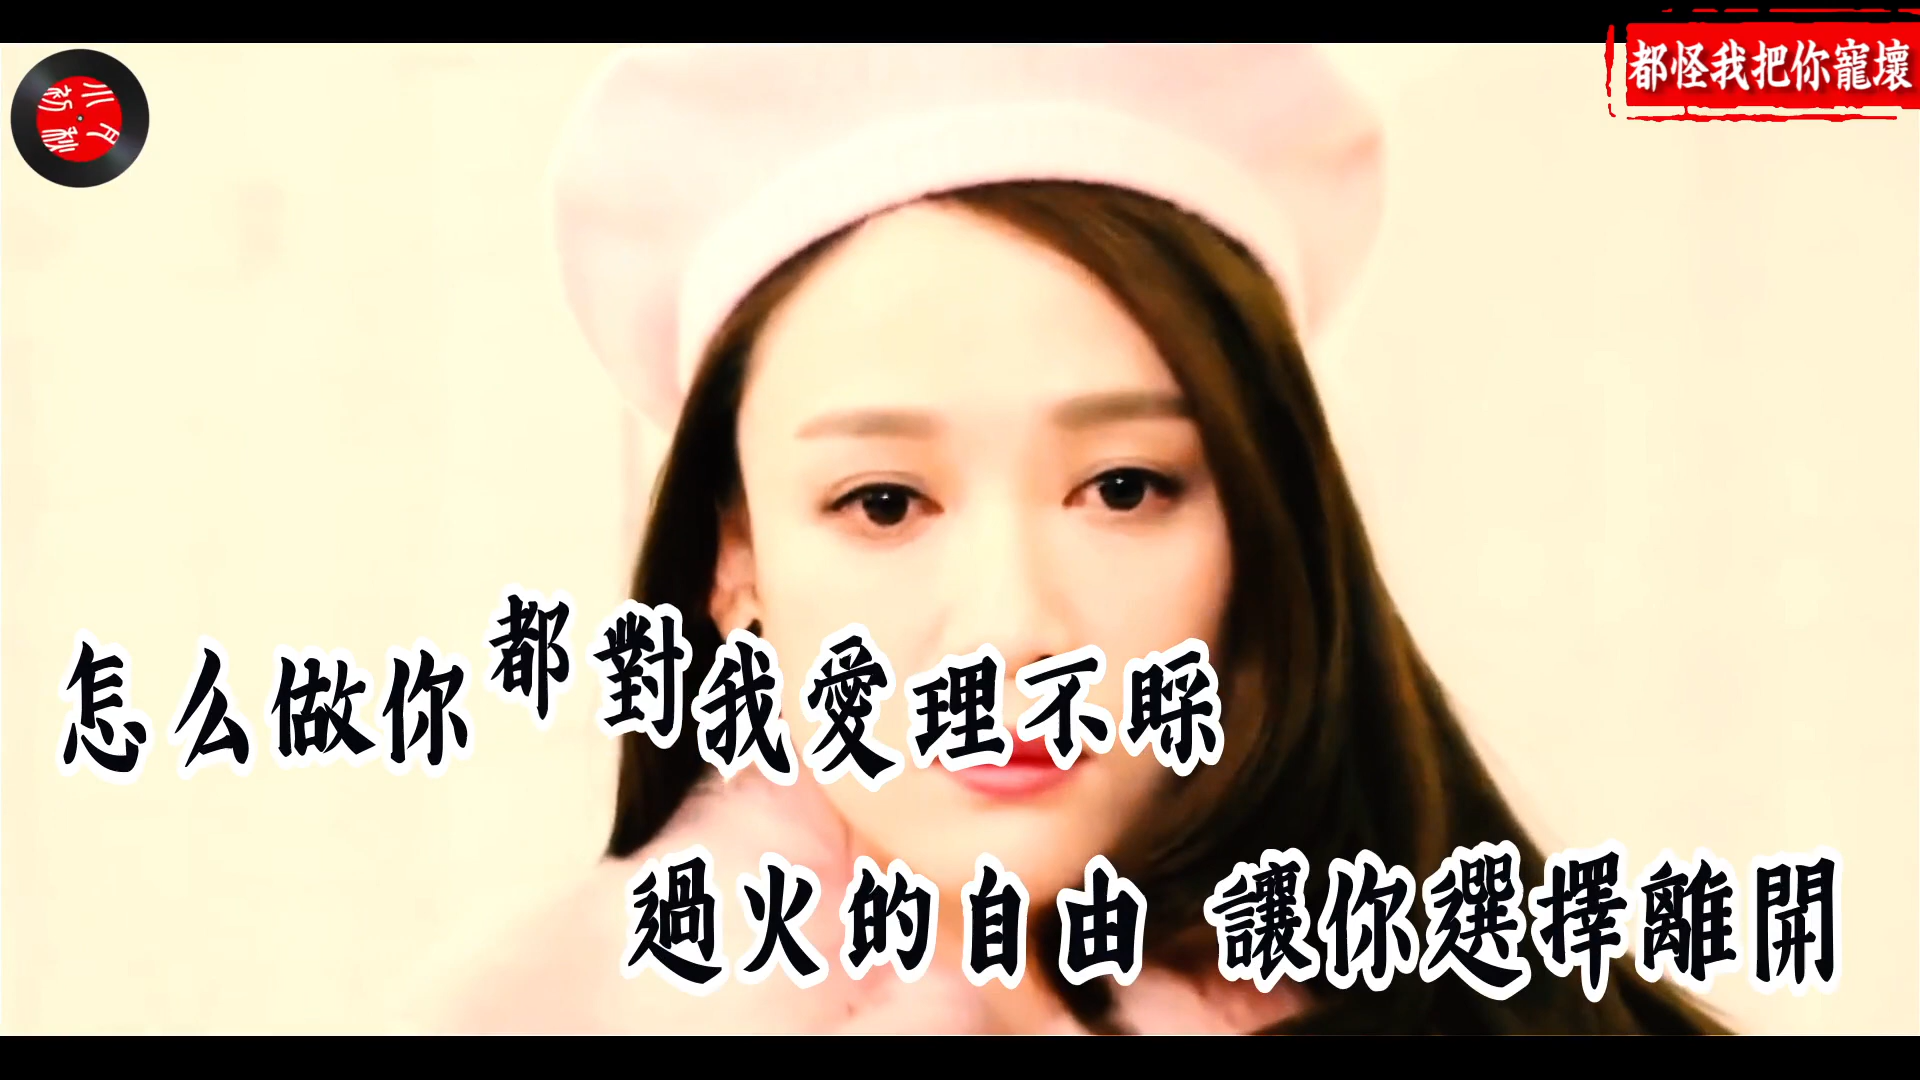 都怪我把你寵壞
怎么做你都對我愛理不睬
過火的自由 讓你選擇離開